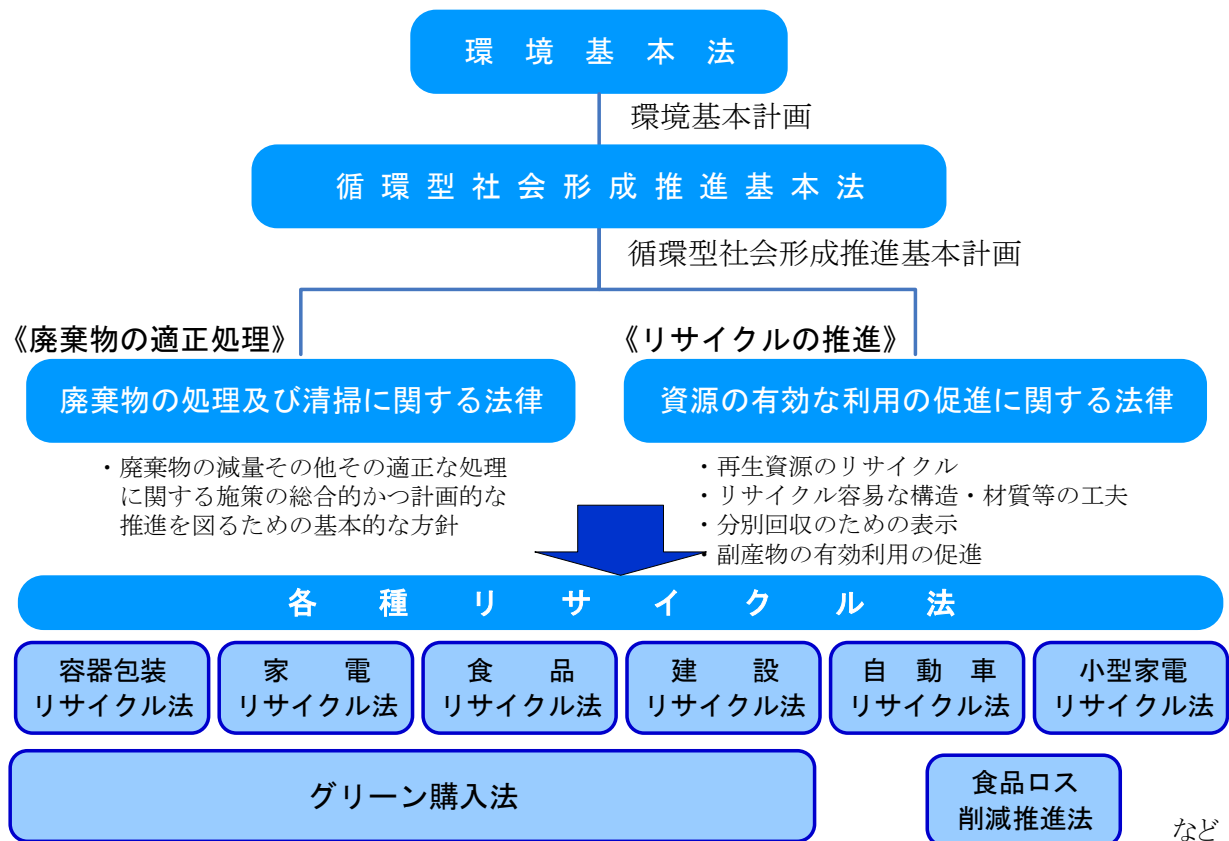 環境基本法
環境基本計画
循環型社会形成推進基本法
循環型社会形成推進基本計画
《廃棄物の適正処理》
廃棄物の処理及び清掃に関する法律
・廃棄物の減量その他その適正な処理
に関する施策の総合的かつ計画的な
推進を図るための基本的な方針
《リサイクルの推進》
資源の有効な利用の促進に関する法律
・再生資源のリサイクル
・リサイクル容易な構造・材質等の工夫
・分別回収のための表示
・副産物の有効利用の促進
各種リサイクル法
容器包装
リサイクル法
家電
リサイクル法
食品
リサイクル法
建設
リサイクル法
自動車
リサイクル法
小型家電
リサイクル法
グリーン購入法
食品ロス
削減推進法
など